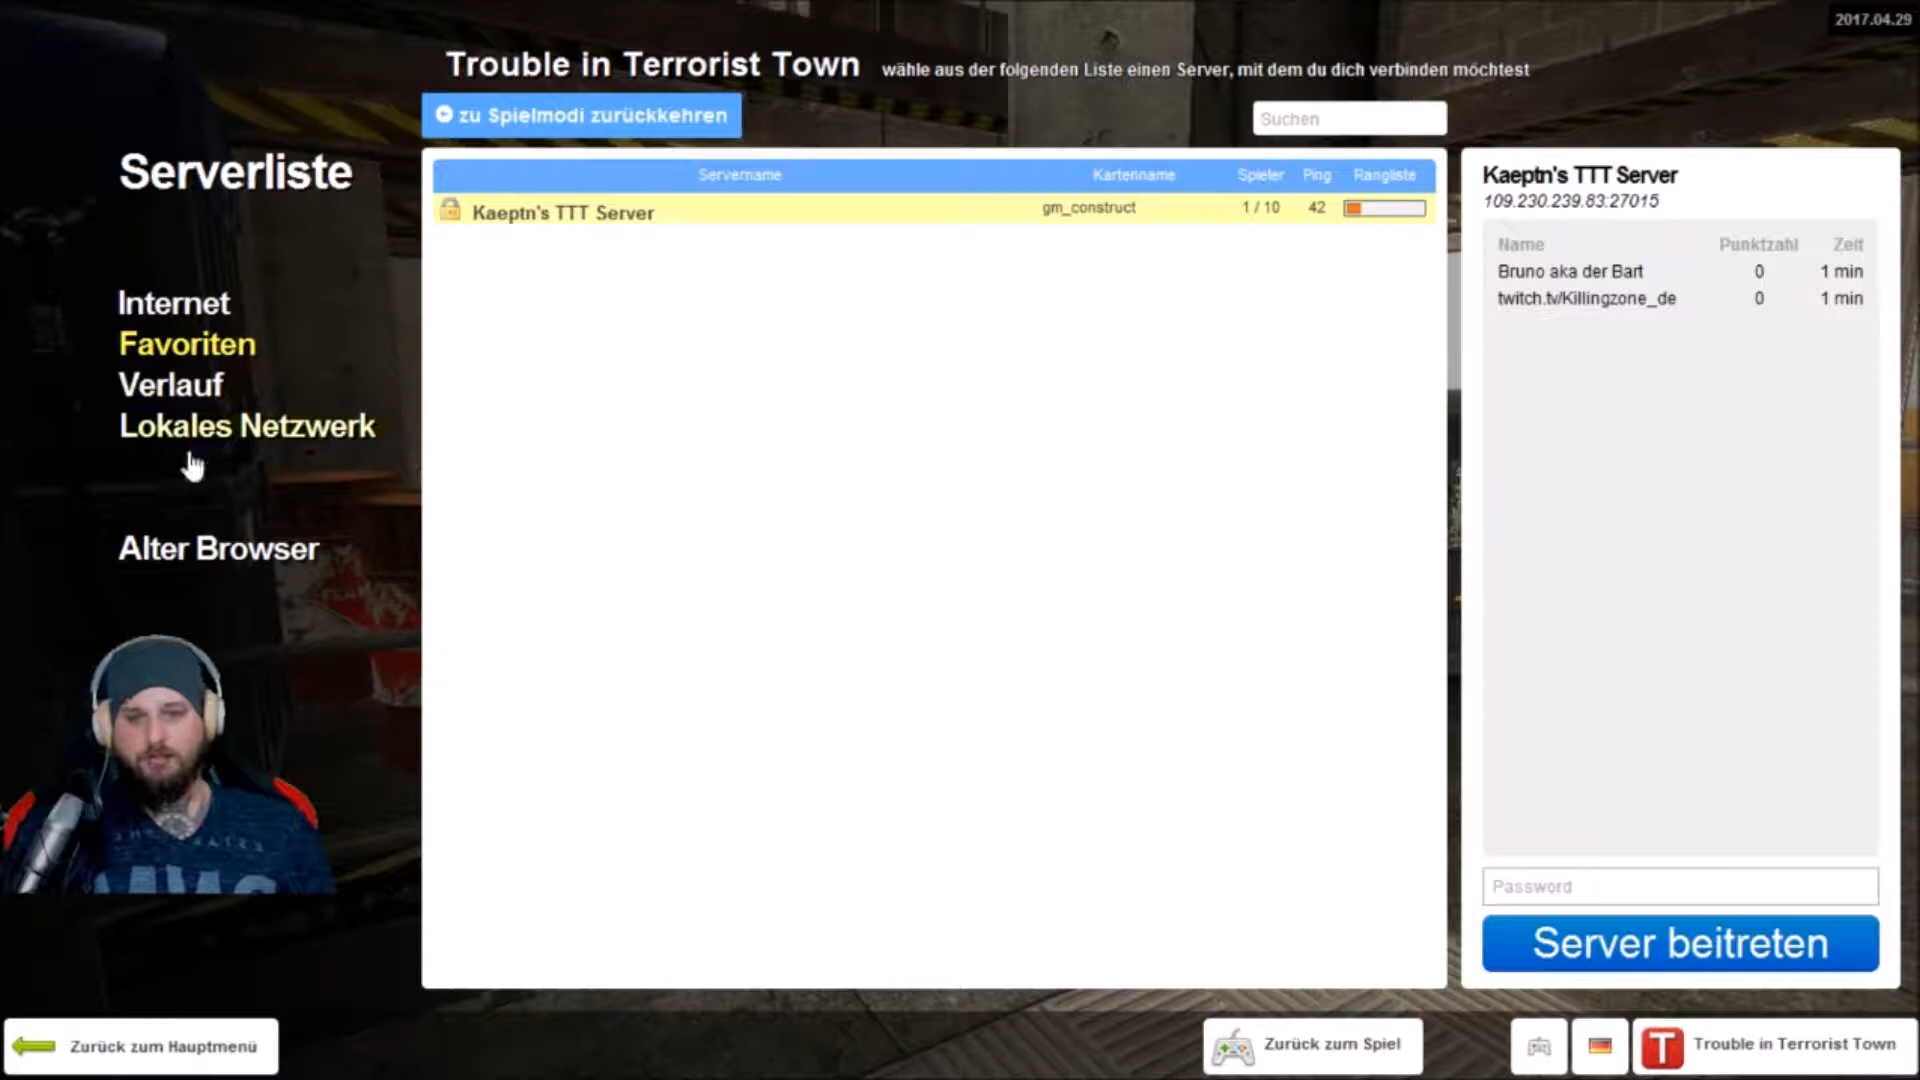 2017.04.29
Trouble in Terrorist Town wähle aus der folgenden Liste einen Server, mit dem du dich verbinden möchtest
zu Spielmodi zurückkehren
Suchen
Serverliste
Internet
Favoriten
Verlauf
Lokales Netzwerk
Alter Browser
Servername Kartenname Spieler Ping Rangliste
Kaeptn's TTT Server gm_construct 1 / 10 42
Kaeptn's TTT Server
109.230.239.83:27015
Name Punktzahl Zeit
Bruno aka der Bart 0 1 min
twitch.tv/Killingzone_de 0 1 min
Password
Server beitreten
Zurück zum Hauptmenü
Zurück zum Spiel
T Trouble in Terrorist Town